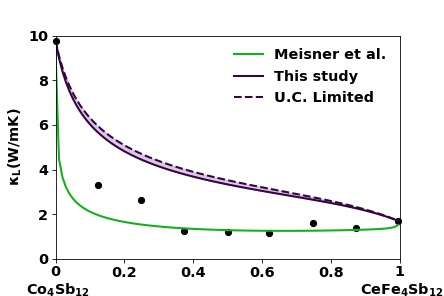 10
8
6
4
2
0
κL(W/mK)
Meisner et al.
This study
U.C. Limited
0 0.2 0.4 0.6 0.8 1
Co4Sb12 CeFe4Sb12